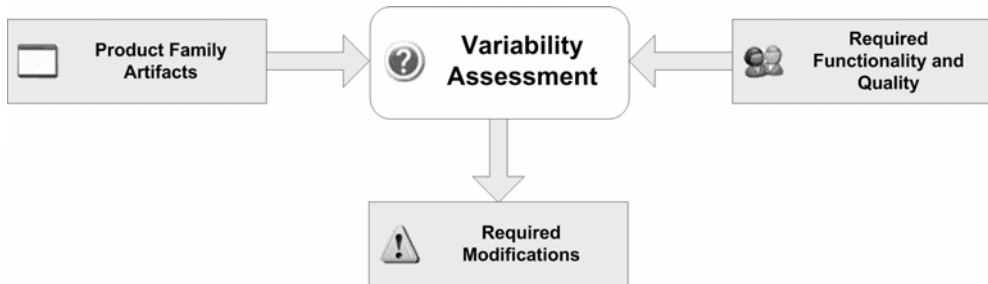 Product Family
Artifacts
Variability
Assessment
Required
Functionality and
Quality
Required
Modifications